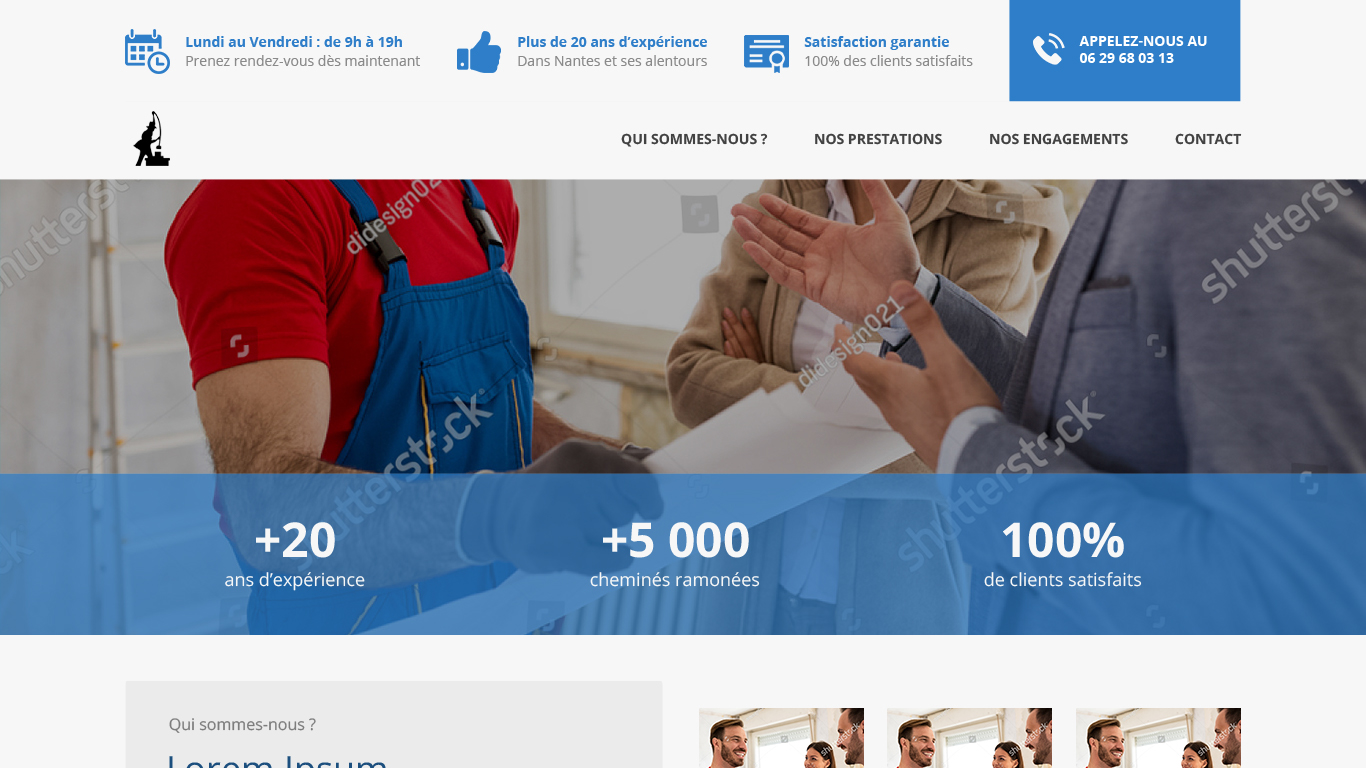 Lundi au Vendredi : de 9h à 19h
Prenez rendez-vous dès maintenant
Plus de 20 ans d’expérience
Dans Nantes et ses alentours
Satisfaction garantie
100% des clients satisfaits
APPELEZ-NOUS AU
06 29 68 03 13
QUI SOMMES-NOUS ?
NOS PRESTATIONS
NOS ENGAGEMENTS
CONTACT
shutterst
didesign021
shutterst
didesign021
shutterstock
shutterstock
+20
ans d’expérience
+5 000
cheminés ramonées
100%
de clients satisfaits
Qui sommes-nous ?
Lorem Ipsum